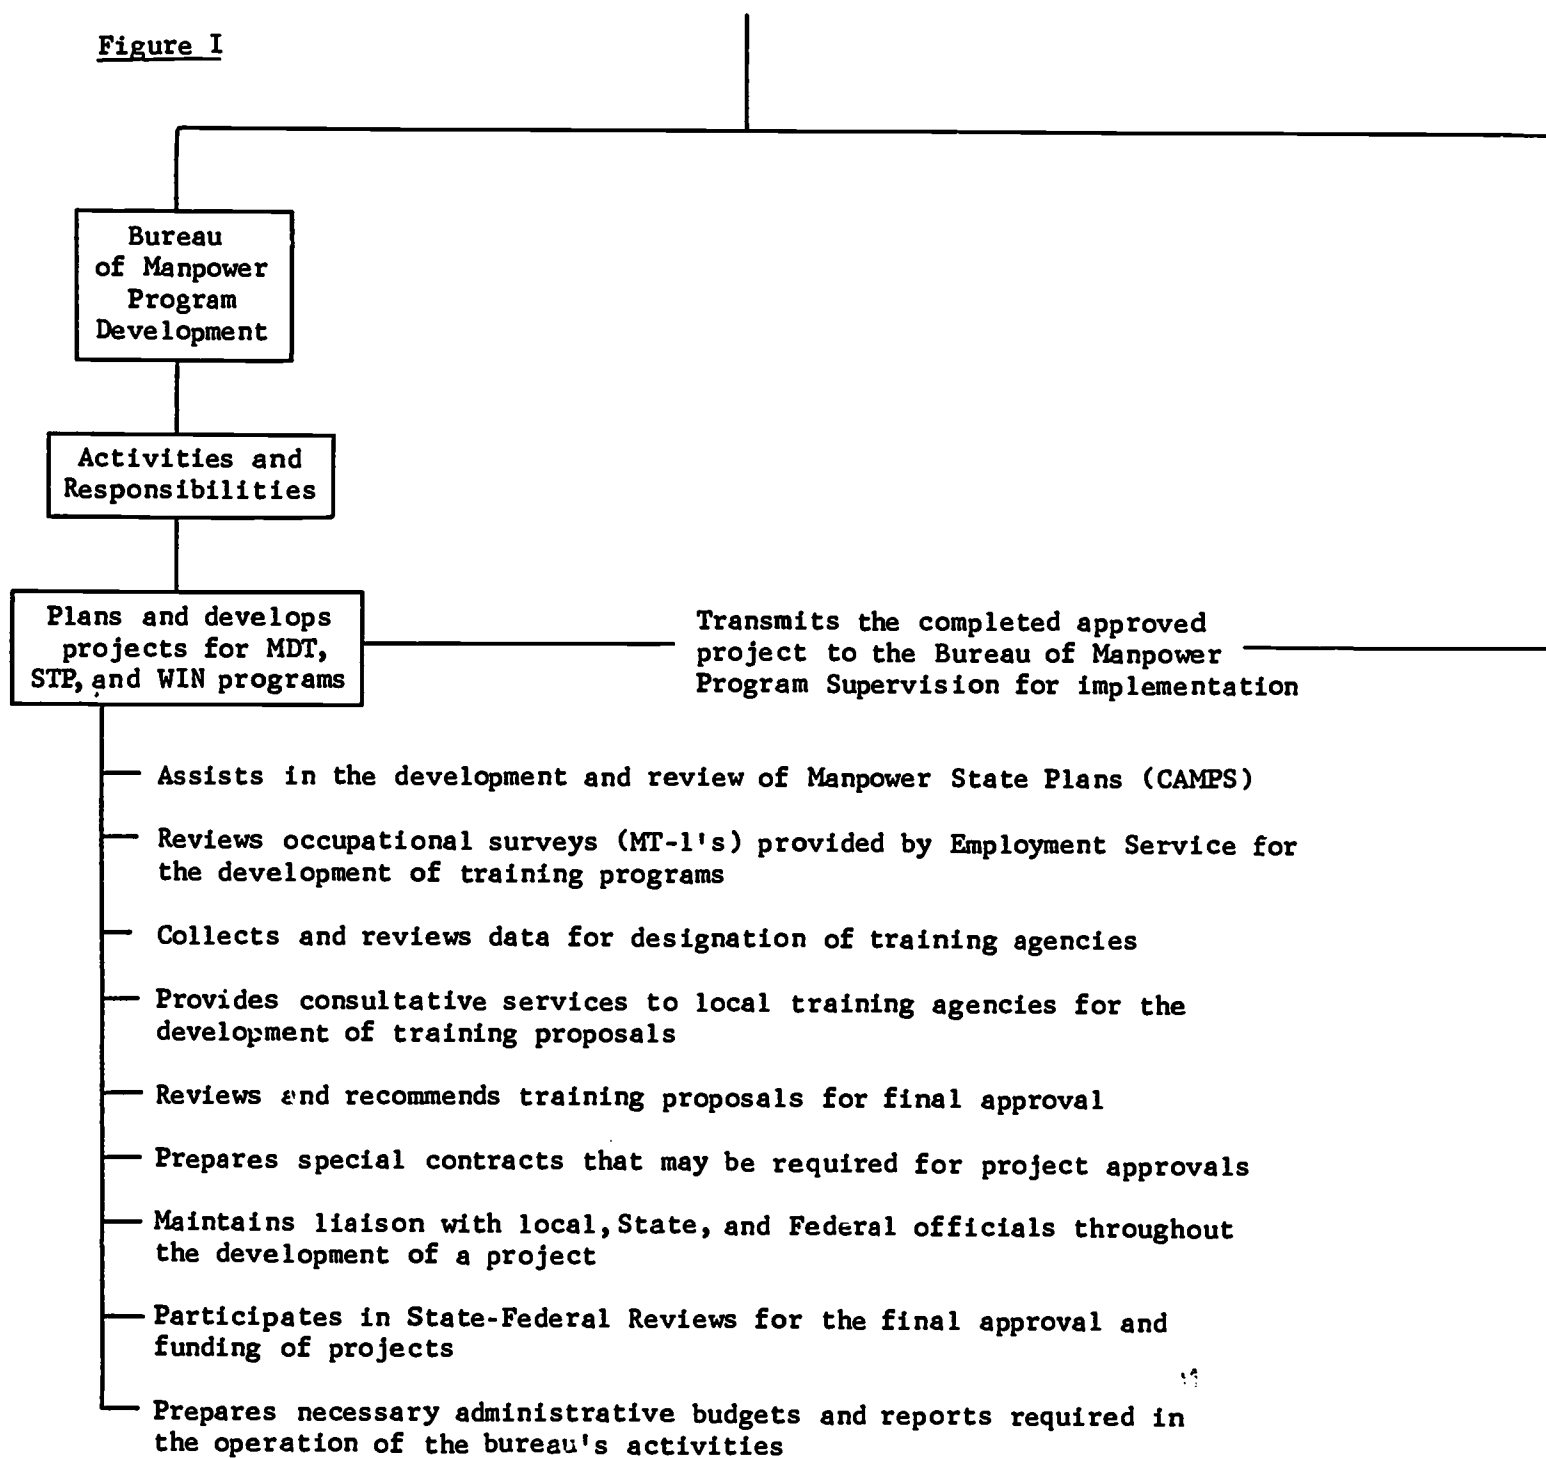 Figure I
Bureau
of Manpower
Program
Development
Activities and
Responsibilities
Plans and develops
projects for MDT,
STP, and WIN programs
Transmits the completed approved
project to the Bureau of Manpower
Program Supervision for implementation
Assists in the development and review of Manpower State Plans (CAMPS)
Reviews occupational surveys (MT-1's) provided by Employment Service for
the development of training programs
Collects and reviews data for designation of training agencies
Provides consultative services to local training agencies for the
development of training proposals
Reviews and recommends training proposals for final approval
Prepares special contracts that may be required for project approvals
Maintains liaison with local, State, and Federal officials throughout
the development of a project
Participates in State-Federal Reviews for the final approval and
funding of projects
Prepares necessary administrative budgets and reports required in
the operation of the bureau's activities